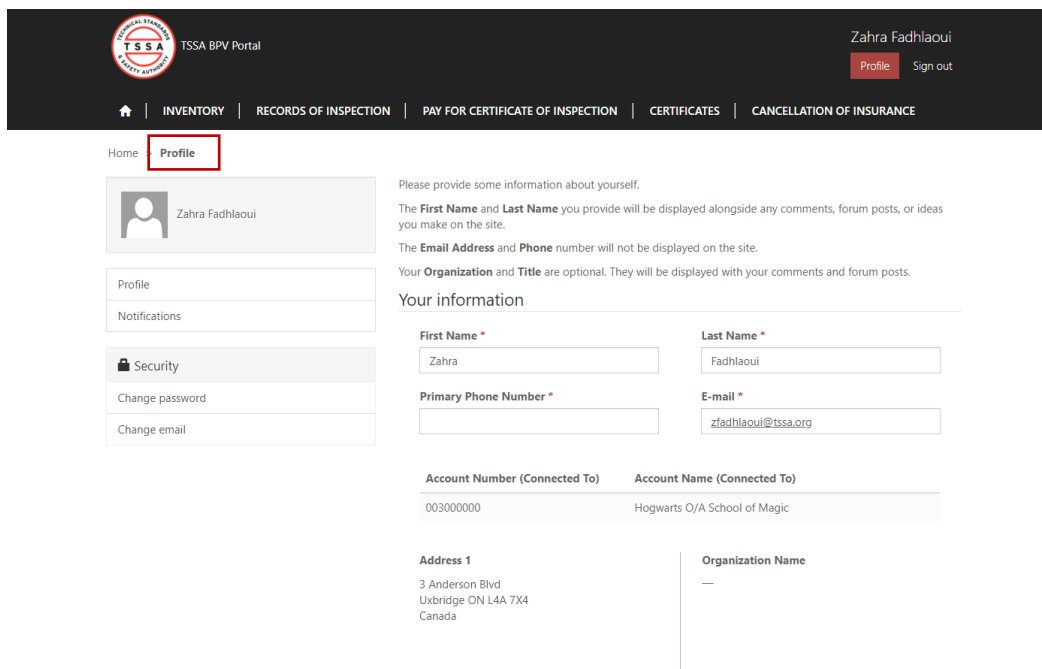 TECHNICAL STANDARDS
TSSA
& SAFETY AUTHORITY
TSSA BPV Portal
Zahra Fadhlaoui
Profile
Sign out
INVENTORY | RECORDS OF INSPECTION | PAY FOR CERTIFICATE OF INSPECTION | CERTIFICATES | CANCELLATION OF INSURANCE
Home > Profile
Zahra Fadhlaoui
Profile
Notifications
Security
Change password
Change email
Please provide some information about yourself.
The First Name and Last Name you provide will be displayed alongside any comments, forum posts, or ideas
you make on the site.
The Email Address and Phone number will not be displayed on the site.
Your Organization and Title are optional. They will be displayed with your comments and forum posts.
Your information
First Name *
Last Name *
Zahra
Fadhlaoui
Primary Phone Number *
E-mail *
zfadhlaoui@tssa.org
Account Number (Connected To)
Account Name (Connected To)
003000000
Hogwarts O/A School of Magic
Address 1
3 Anderson Blvd
Uxbridge ON L4A 7X4
Canada
Organization Name
—